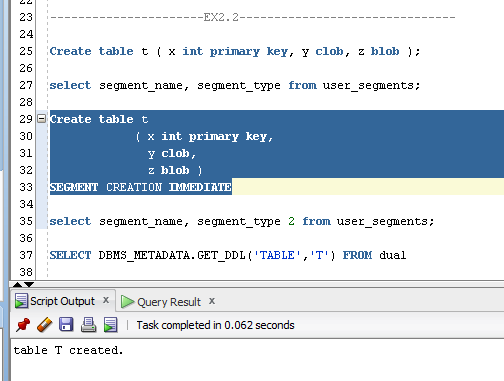 22
23 ----------------------EX2.2-------------------------------
24
25 Create table t ( x int primary key, y clob, z blob );
26
27 select segment_name, segment_type from user_segments;
28
29 Create table t
30 ( x int primary key,
31 y clob,
32 z blob )
33 SEGMENT CREATION IMMEDIATE
34
35 select segment_name, segment_type 2 from user_segments;
36
37 SELECT DBMS_METADATA.GET_DDL('TABLE','T') FROM dual
38
Script Output x Query Result x
Task completed in 0.062 seconds
table T created.